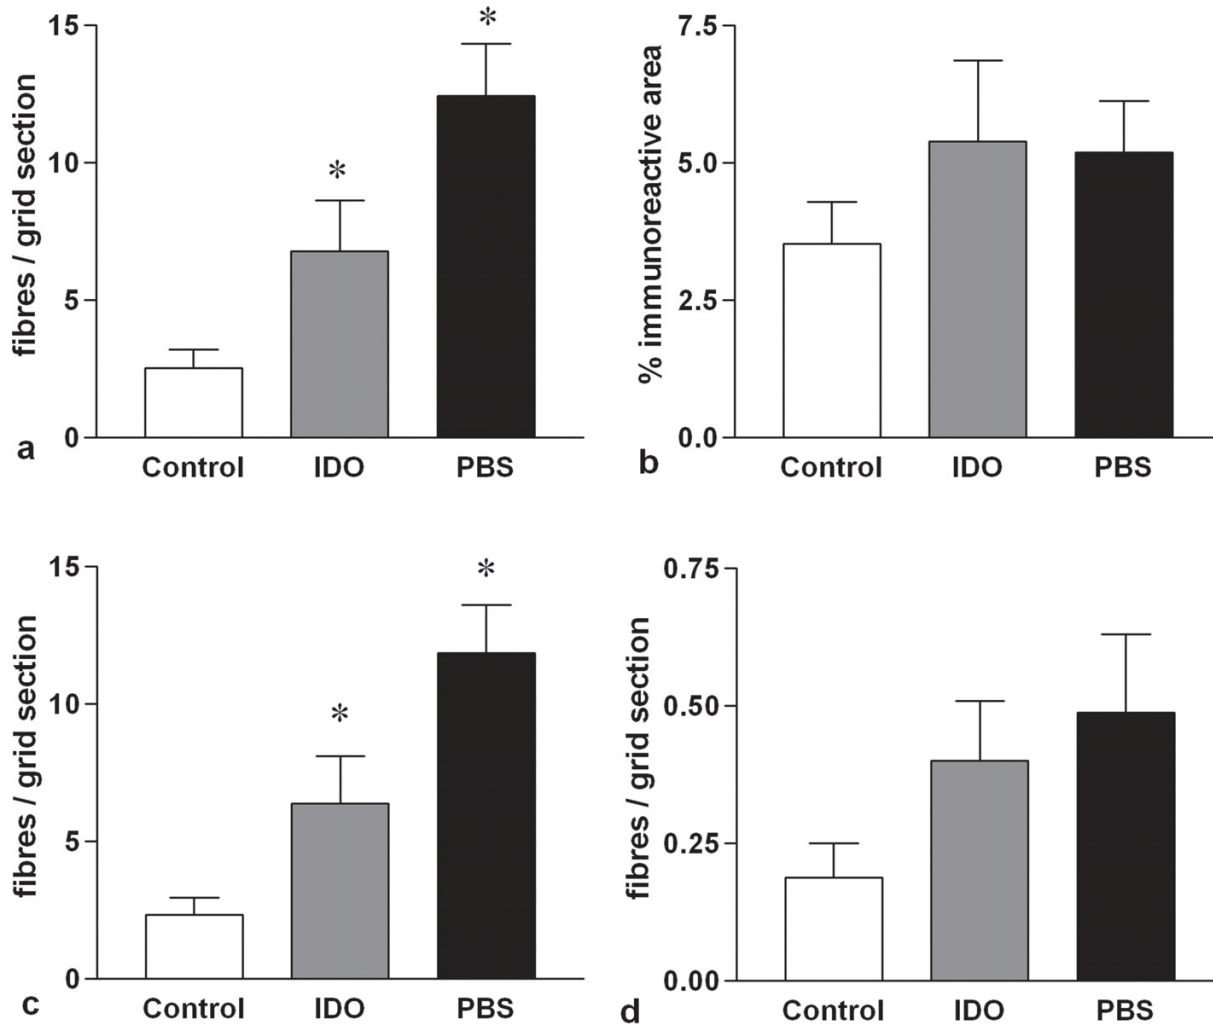 15
10
5
0
fibres / grid section
*
*
Control IDO PBS
a
7.5
5.0
2.5
0.0
% immunoreactive area
Control IDO PBS
b
15
10
5
0
fibres / grid section
*
*
Control IDO PBS
c
0.75
0.50
0.25
0.00
fibres / grid section
Control IDO PBS
d